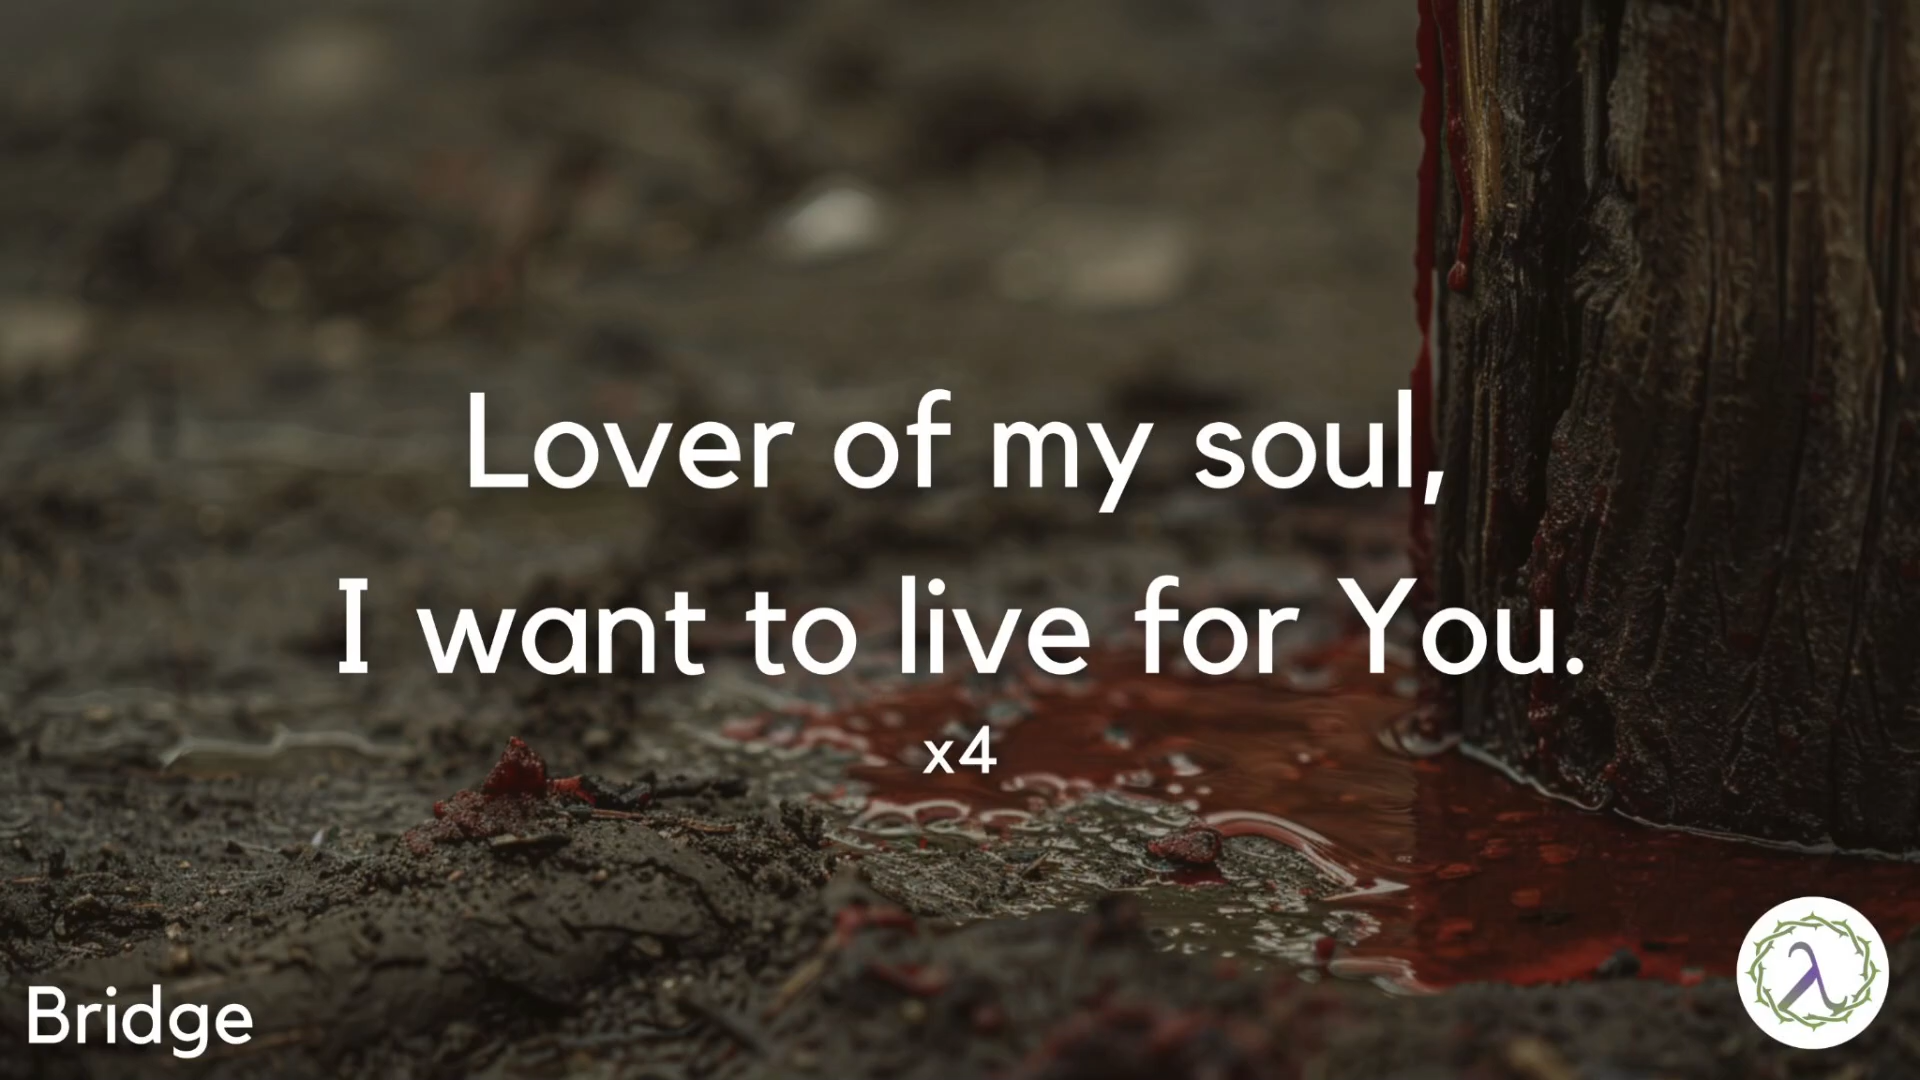 Lover of my soul,
I want to live for You.
x4
Bridge
λ